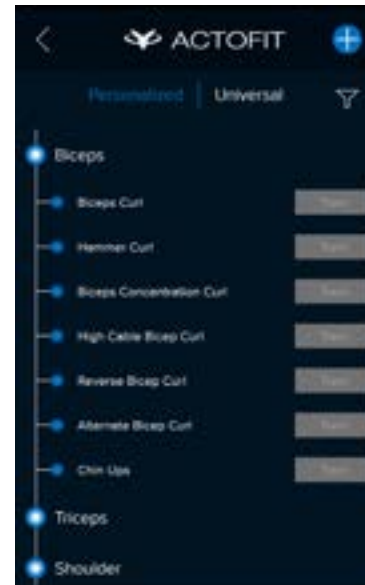 ACTOFIT
Personalized | Universal
Biceps
Biceps Curl
Hammer Curl
Biceps Concentration Curl
High Cable Bicep Curl
Reverse Bicep Curl
Alternate Bicep Curl
Chin Ups
Triceps
Shoulder